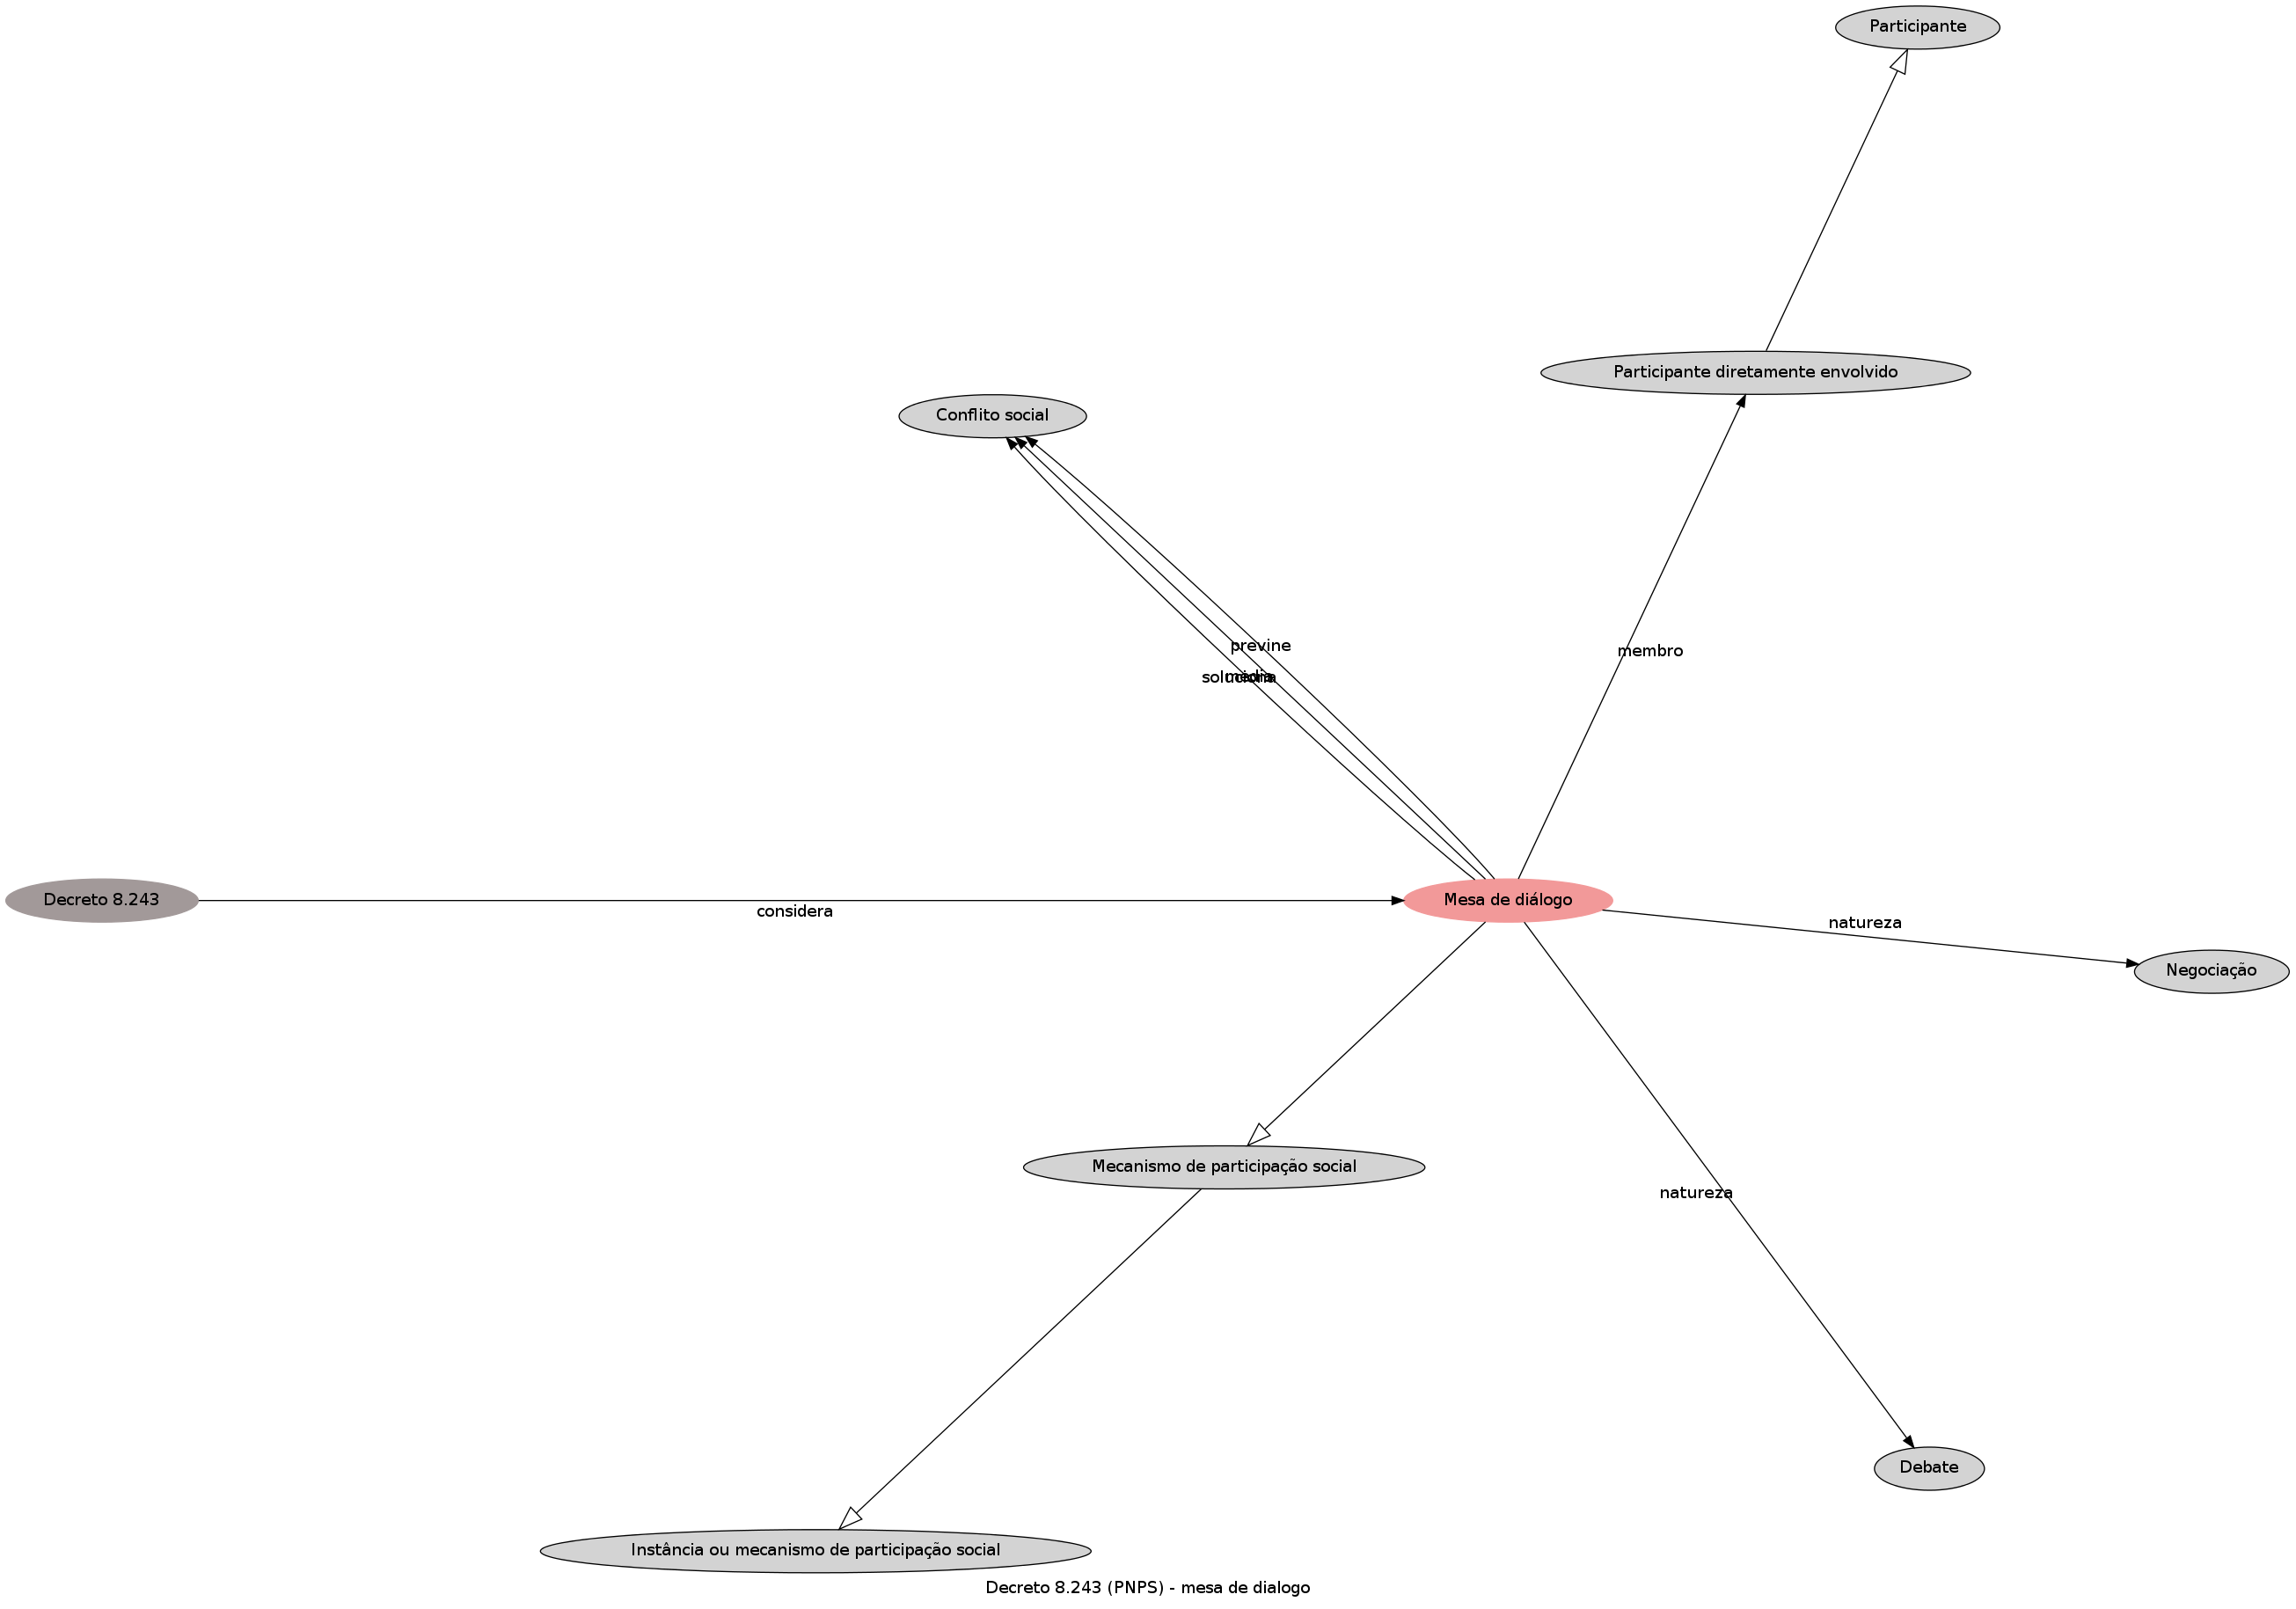 Participante
Participante diretamente envolvido
Conflito social
previne
membro
soluciona
media
Decreto 8.243
considera
Mesa de diálogo
natureza
Negociação
Mecanismo de participação social
natureza
Debate
Instância ou mecanismo de participação social
Decreto 8.243 (PNPS) - mesa de dialogo